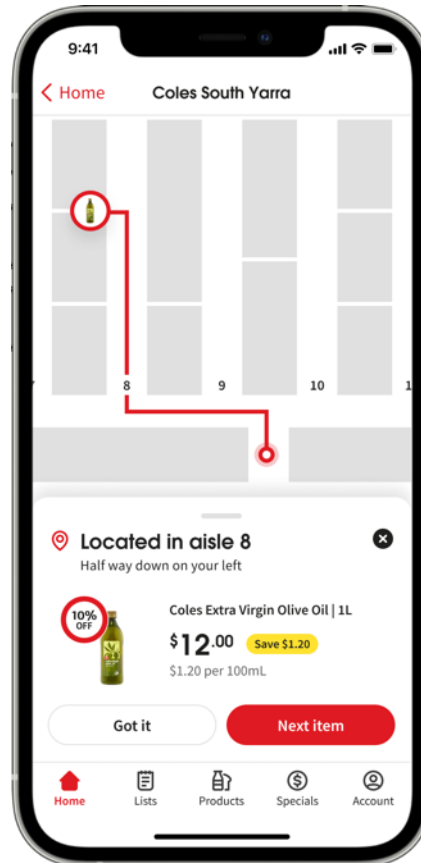 9:41
Home
Coles South Yarra
8
9
10
Located in aisle 8
Half way down on your left
10%
OFF
Coles Extra Virgin Olive Oil | 1L
$12.00
Save $1.20
$1.20 per 100mL
Got it
Next item
Home
Lists
Products
Specials
Account